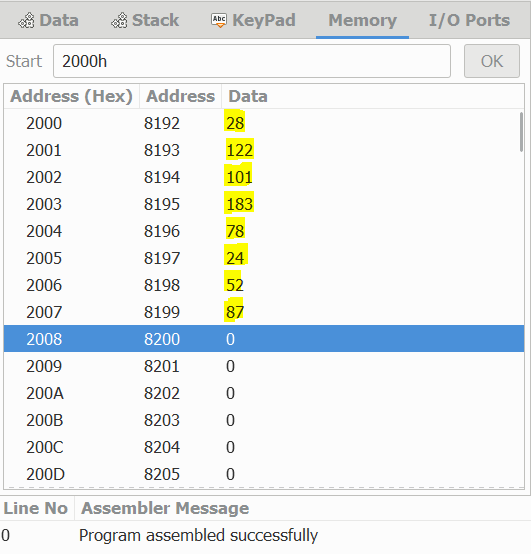 Data Stack KeyPad Memory I/O Ports
Start 2000h OK
Address (Hex) Address Data
2000 8192 28
2001 8193 122
2002 8194 101
2003 8195 183
2004 8196 78
2005 8197 24
2006 8198 52
2007 8199 87
2008 8200 0
2009 8201 0
200A 8202 0
200B 8203 0
200C 8204 0
200D 8205 0
Line No Assembler Message
0 Program assembled successfully